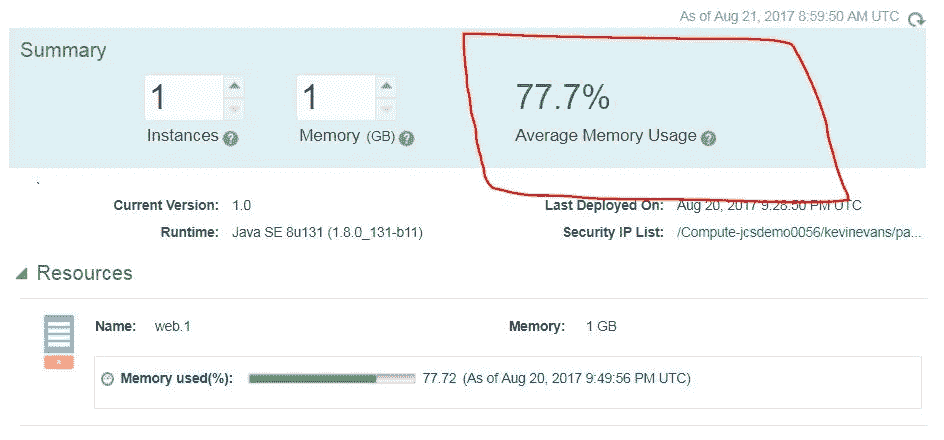 As of Aug 21, 2017 8:59:50 AM UTC
Summary
1 1 77.7%
Instances ? Memory (GB) ? Average Memory Usage ?
Current Version: 1.0 Last Deployed On: Aug 20, 2017 9:28:50 PM UTC
Runtime: Java SE 8u131 (1.8.0_131-b11) Security IP List: /Compute-jcsdemo0056/kevinevans/pa...
Resources
Name: web.1 Memory: 1 GB
Memory used(%): 77.72 (As of Aug 20, 2017 9:49:56 PM UTC)